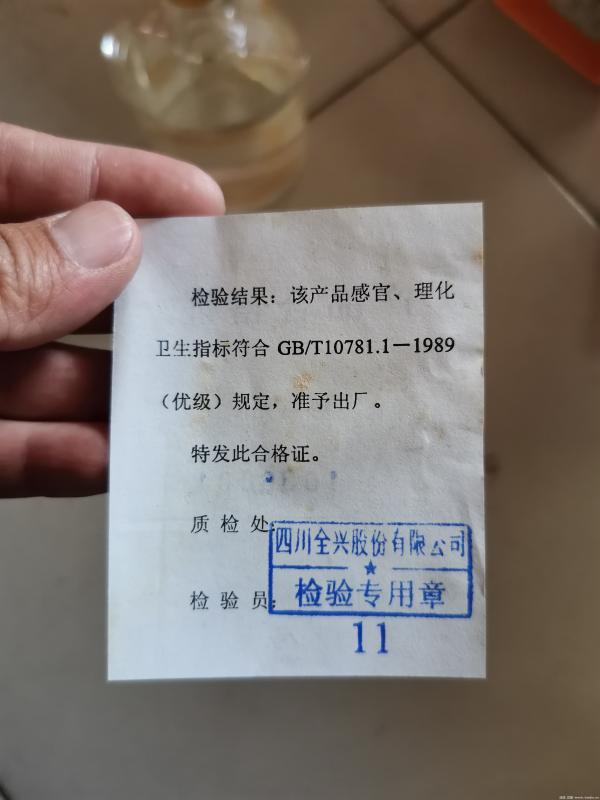 检验结果：该产品感官、理化
卫生指标符合 GB/T10781.1—1989
（优级）规定，准予出厂。
特发此合格证。
质 检 处：
四川全兴股份有限公司
检 验 员：
检验专用章
11